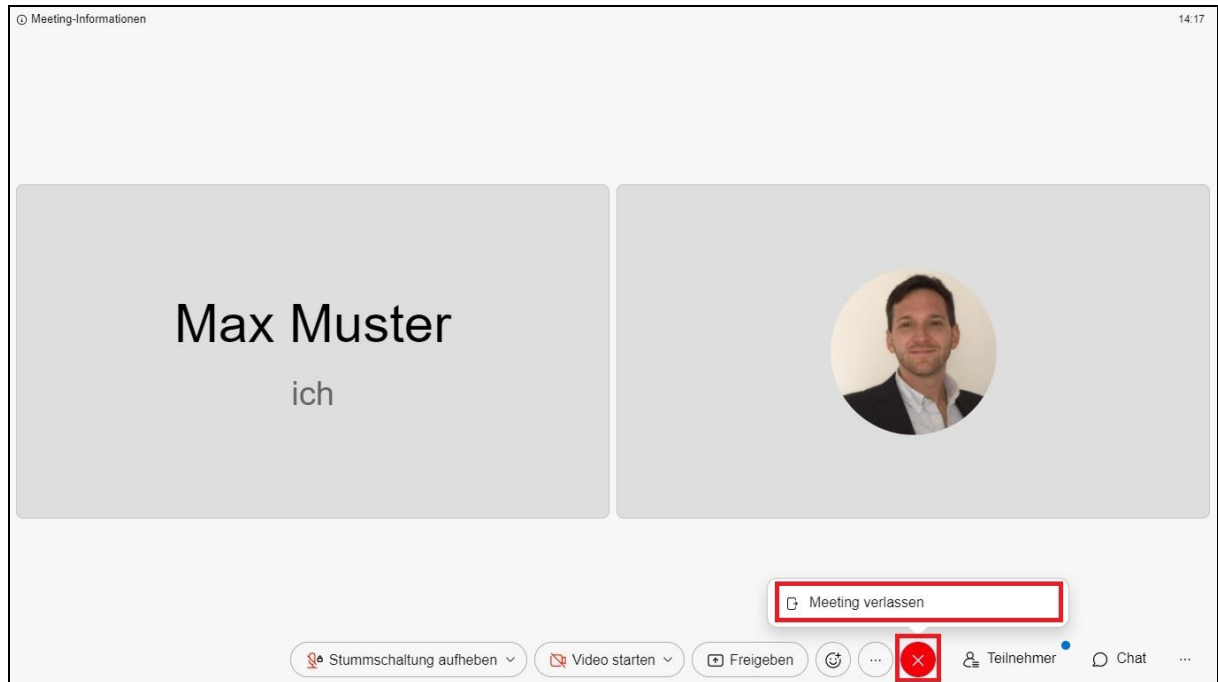 Meeting-Informationen
14:17
Max Muster
ich
Meeting verlassen
Stummschaltung aufheben
Video starten
Freigeben
Teilnehmer
Chat